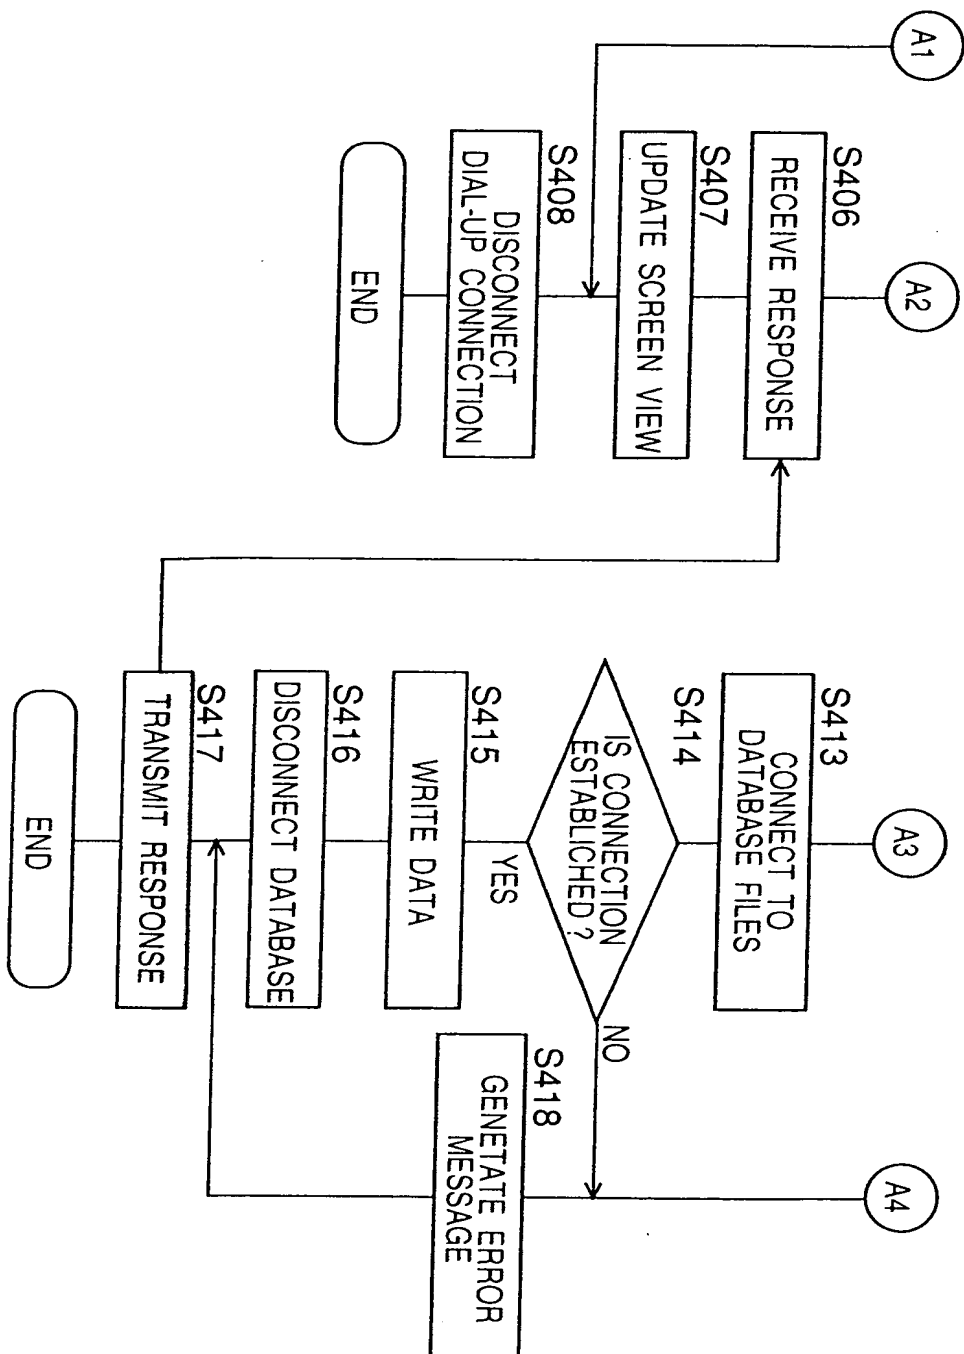 A1
A2
S406
RECEIVE RESPONSE
S407
UPDATE SCREEN VIEW
S408
DISCONNECT
DIAL-UP CONNECTION
END
A3
S413
CONNECT TO
DATABASE FILES
S414
IS CONNECTION
ESTABLICHED ?
YES
NO
S415
WRITE DATA
S416
DISCONNECT DATABASE
S417
TRANSMIT RESPONSE
END
A4
S418
GENETATE ERROR
MESSAGE